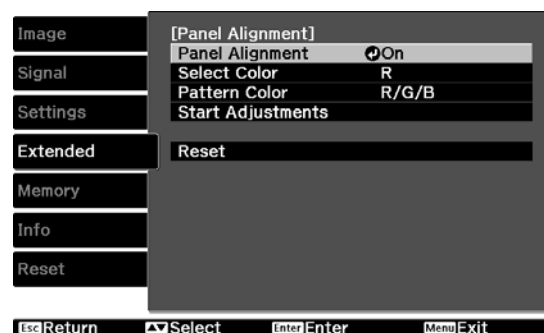 Image
Signal
Settings
Extended
Memory
Info
Reset
[Panel Alignment]
Panel Alignment On
Select Color R
Pattern Color R/G/B
Start Adjustments
Reset
Esc Return Select Enter Enter Menu Exit